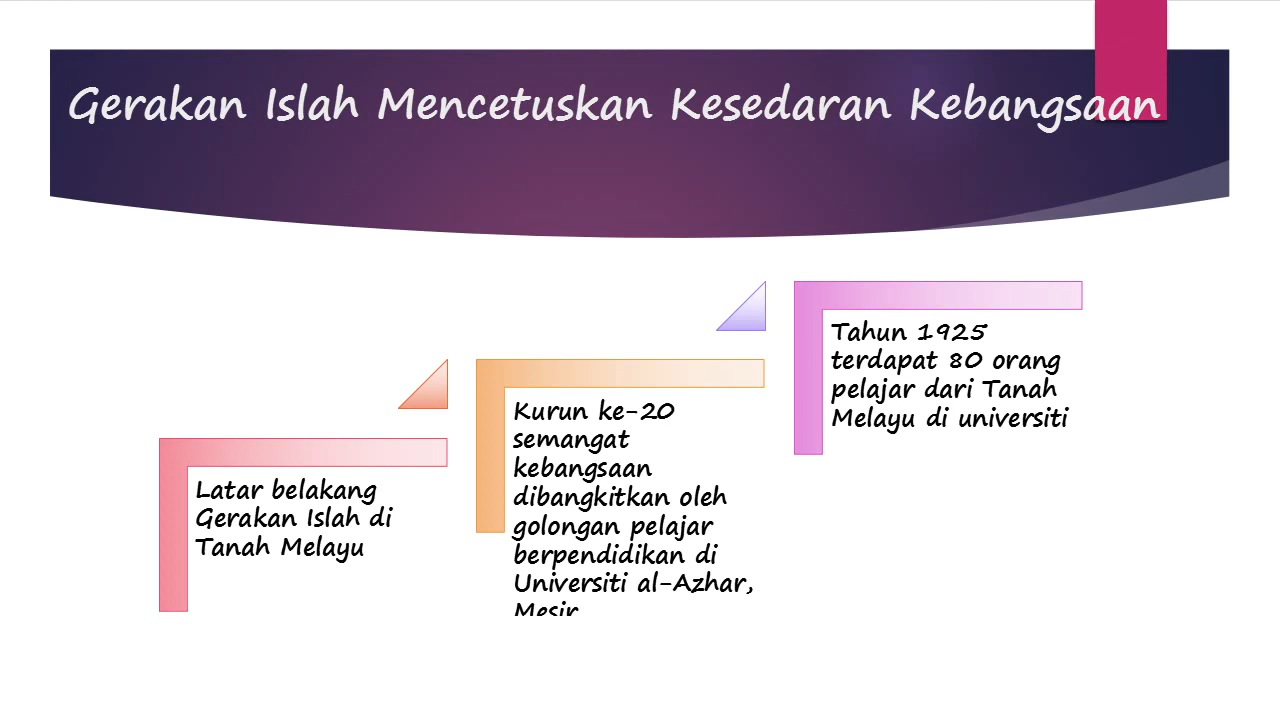 Gerakan Islah Mencetuskan Kesedaran Kebangsaan
Latar belakang
Gerakan Islah di
Tanah Melayu
Kurun ke-20
semangat
kebangsaan
dibangkitkan oleh
golongan pelajar
berpendidikan di
Universiti al-Azhar,
Mesir
Tahun 1925
terdapat 80 orang
pelajar dari Tanah
Melayu di universiti